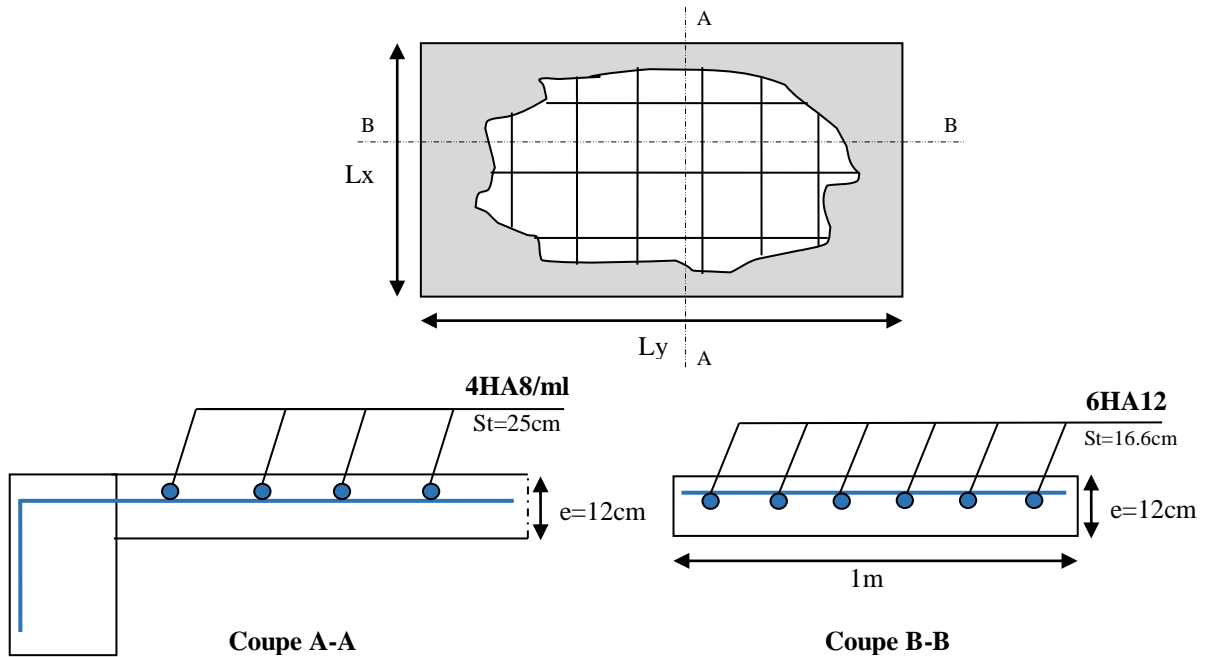 A
B
B
Lx
Ly
A
4HA8/ml
St=25cm
e=12cm
6HA12
St=16.6cm
e=12cm
1m
Coupe A-A
Coupe B-B